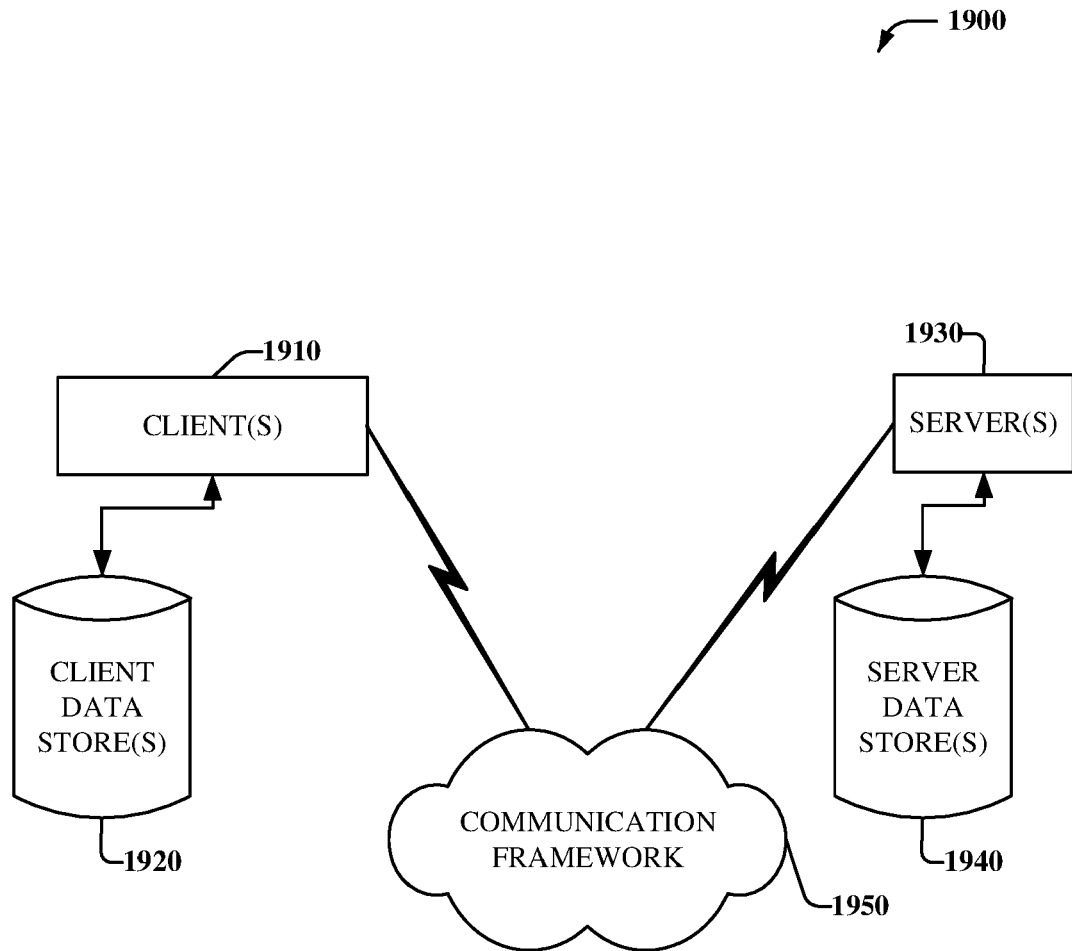 1900
1910
1930
CLIENT(S)
SERVER(S)
CLIENT
DATA
STORE(S)
SERVER
DATA
STORE(S)
COMMUNICATION
FRAMEWORK
1920
1940
1950